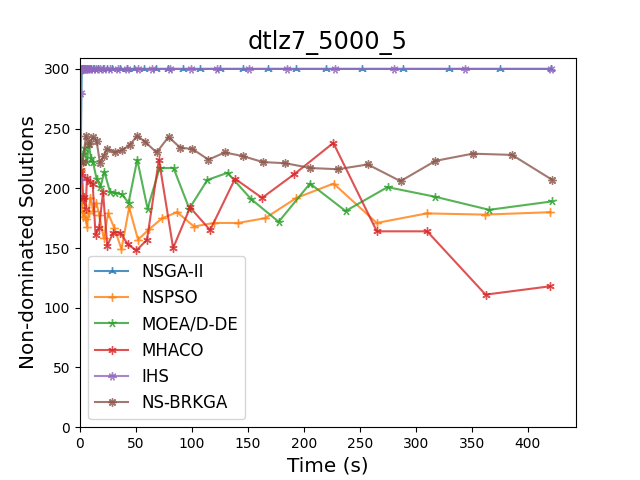 dtlz7_5000_5
Non-dominated Solutions
300
250
200
150
100
50
0
NSGA-II
NSPSO
MOEA/D-DE
MHACO
IHS
NS-BRKGA
0 50 100 150 200 250 300 350 400
Time (s)